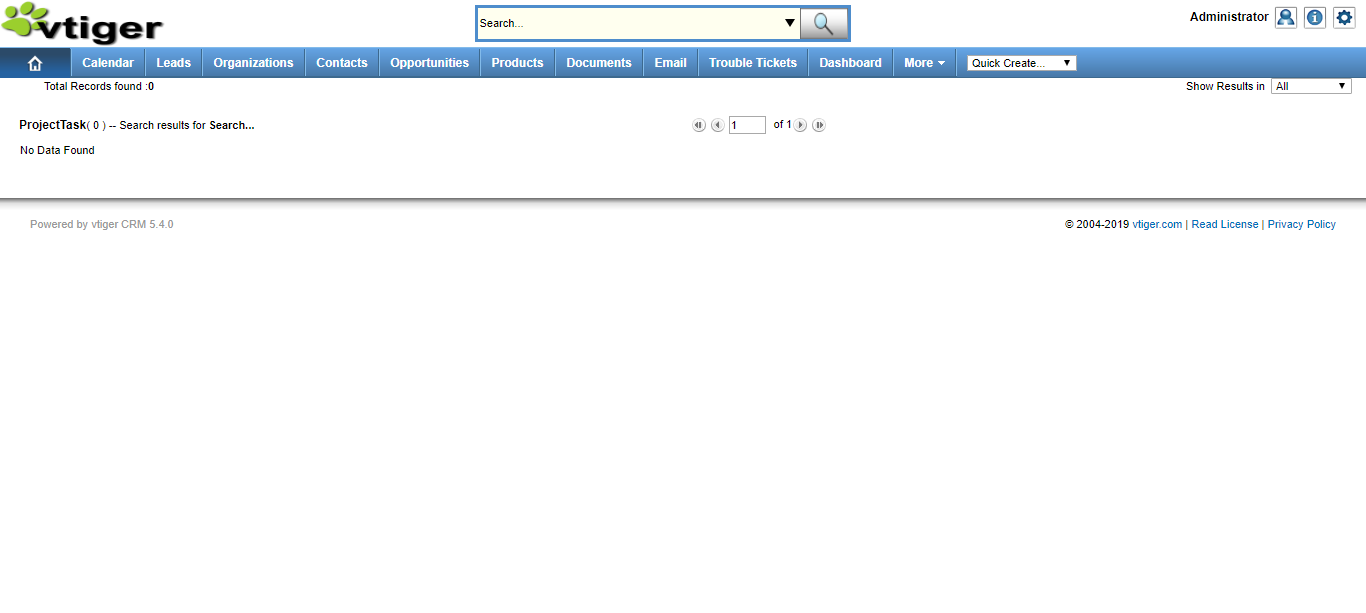 vtiger
Search...
Administrator
Calendar Leads Organizations Contacts Opportunities Products Documents Email Trouble Tickets Dashboard More Quick Create...
Total Records found :0
Show Results in All
ProjectTask( 0 ) -- Search results for Search...
1 of 1
No Data Found
Powered by vtiger CRM 5.4.0
© 2004-2019 vtiger.com | Read License | Privacy Policy